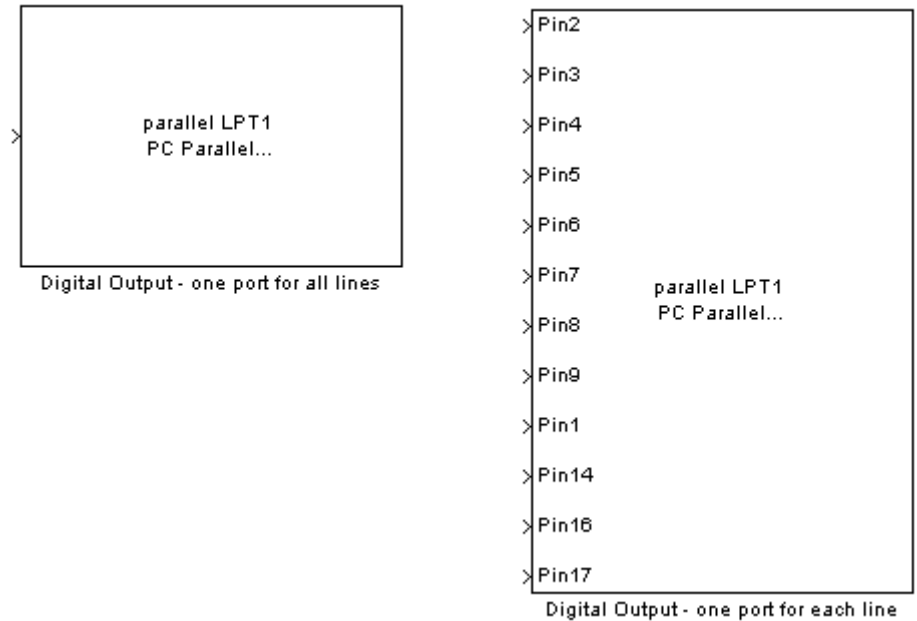 parallel LPT1
PC Parallel...
Digital Output - one port for all lines
Pin2
Pin3
Pin4
Pin5
Pin6
Pin7
Pin8
Pin9
Pin1
Pin14
Pin16
Pin17
parallel LPT1
PC Parallel...
Digital Output - one port for each line